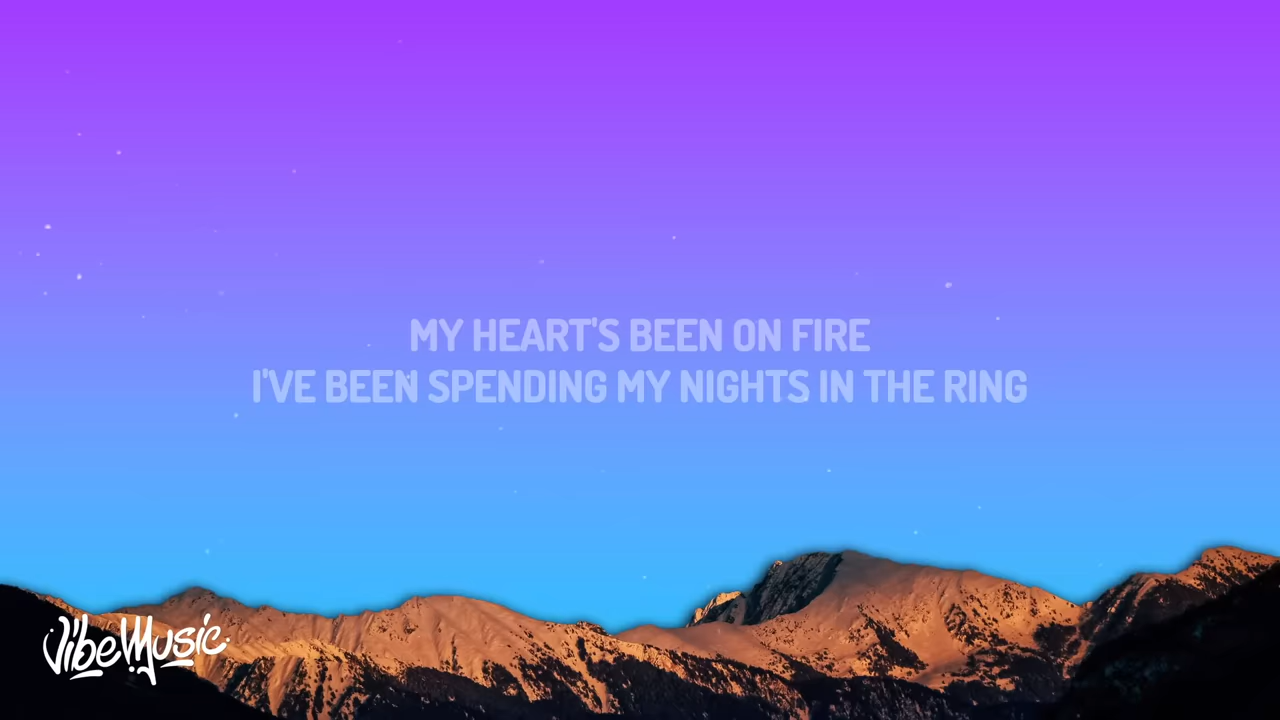 MY HEART'S BEEN ON FIRE
I'VE BEEN SPENDING MY NIGHTS IN THE RING
VibeMusic